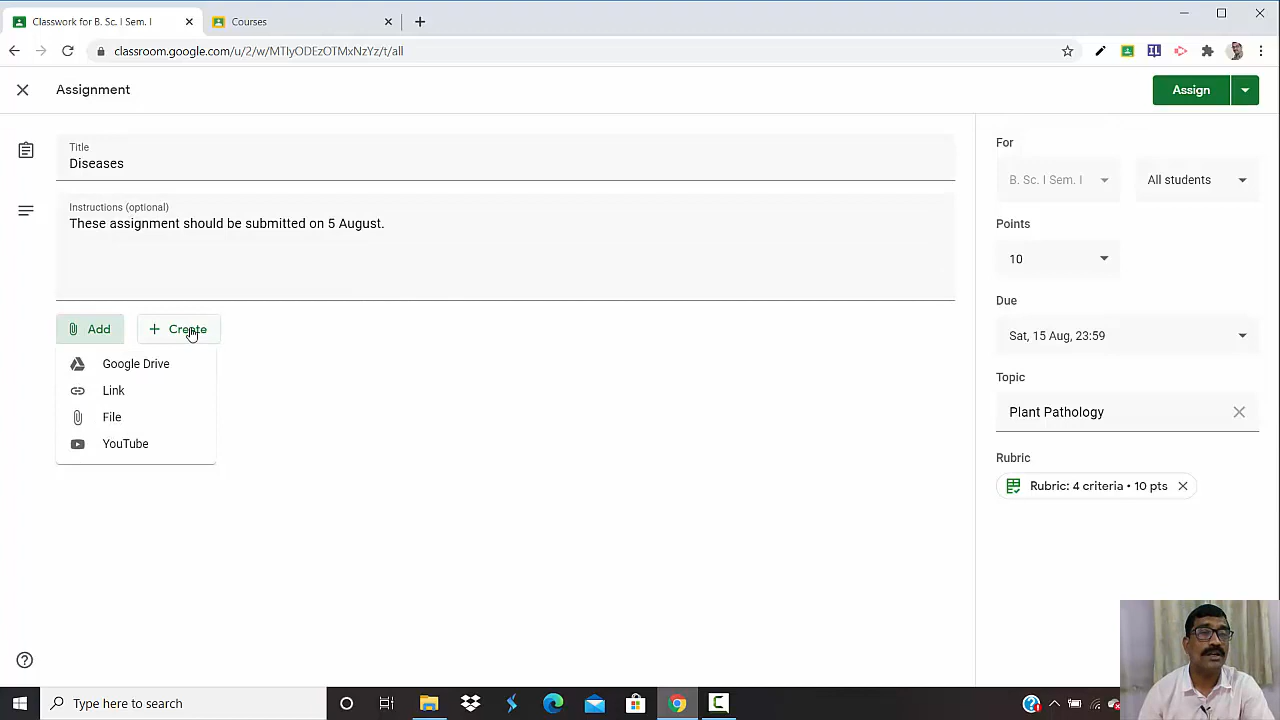 Classwork for B. Sc. I Sem. I
Courses
classroom.google.com/u/2/w/MTIyODEzOTMxNzYz/t/all
Assignment
Assign
Title
Diseases
Instructions (optional)
These assignment should be submitted on 5 August.
Add
Create
Google Drive
Link
File
YouTube
For
B. Sc. I Sem. I
All students
Points
10
Due
Sat, 15 Aug, 23:59
Topic
Plant Pathology
Rubric
Rubric: 4 criteria • 10 pts
Type here to search